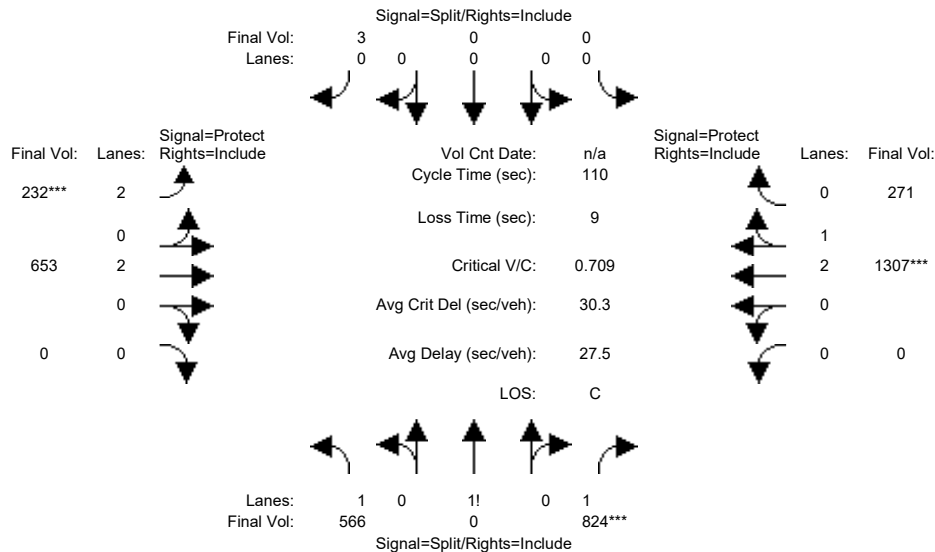 Signal=Split/Rights=Include
Final Vol: 3 0 0
Lanes: 0 0 0 0 0
Signal=Protect
Final Vol: Lanes: Rights=Include
Vol Cnt Date: n/a
Signal=Protect
Rights=Include Lanes: Final Vol:
Cycle Time (sec): 110
232*** 2
0 271
Loss Time (sec): 9
0
1
653 2
Critical V/C: 0.709
2 1307***
0
Avg Crit Del (sec/veh): 30.3
0
0 0
Avg Delay (sec/veh): 27.5
0 0
LOS: C
Lanes: 1 0 1! 0 1
Final Vol: 566 0 824***
Signal=Split/Rights=Include